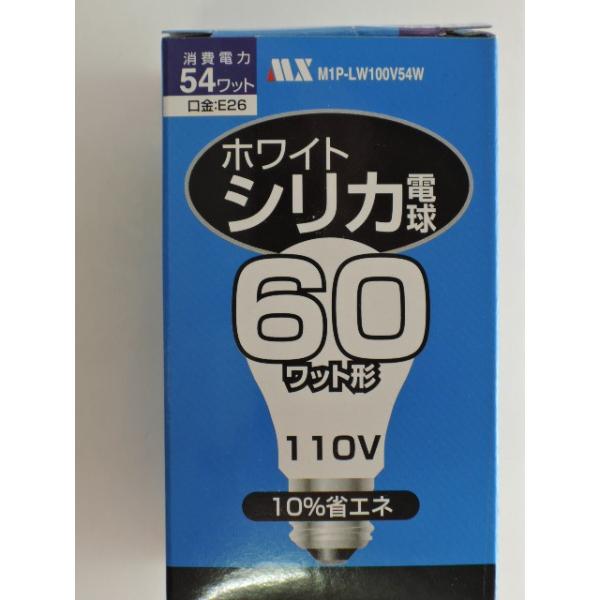 消費電力
54ワット
口金:E26
MX M1P-LW100V54W
ホワイト
シリカ電球
60
ワット形
110V
10%省エネ